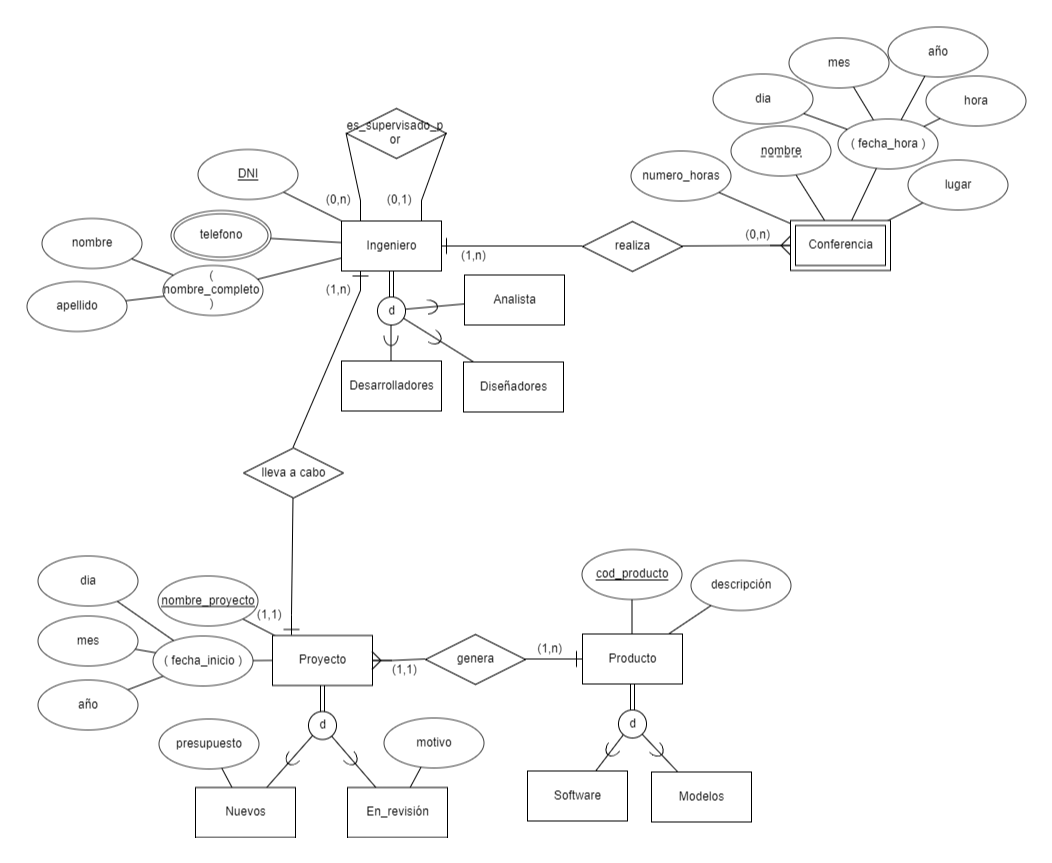 año
mes
dia
hora
es_supervisado_p
or
( fecha_hora )
nombre
DNI
numero_horas
lugar
(0,n)
(0,1)
telefono
nombre
Ingeniero
realiza
(0,n)
Conferencia
(1,n)
(
nombre_completo
)
(1,n)
apellido
Analista
d
Desarrolladores
Diseñadores
lleva a cabo
dia
cod_producto
descripción
nombre_proyecto
(1,1)
mes
( fecha_inicio )
Proyecto
(1,1)
genera
(1,n)
Producto
año
d
d
presupuesto
motivo
Nuevos
En_revisión
Software
Modelos